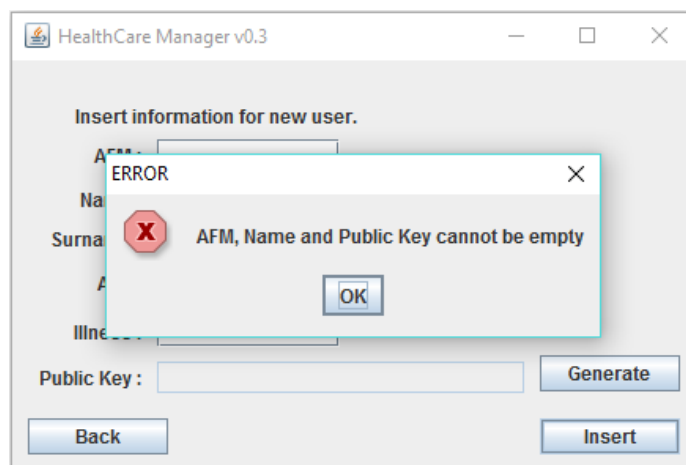 HealthCare Manager v0.3
Insert information for new user.
ERROR
AFM, Name and Public Key cannot be empty
OK
Public Key :
Generate
Back
Insert